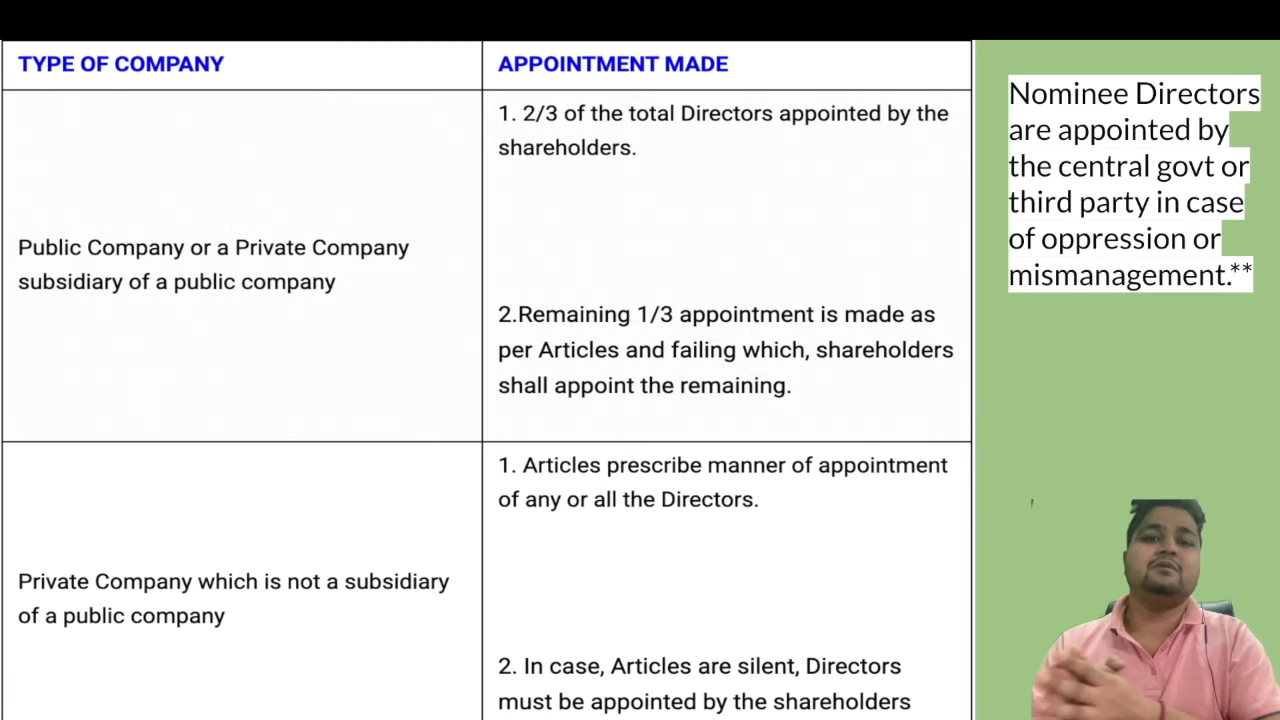 TYPE OF COMPANY
APPOINTMENT MADE
Public Company or a Private Company
subsidiary of a public company
1. 2/3 of the total Directors appointed by the
shareholders.
2.Remaining 1/3 appointment is made as
per Articles and failing which, shareholders
shall appoint the remaining.
Private Company which is not a subsidiary
of a public company
1. Articles prescribe manner of appointment
of any or all the Directors.
2. In case, Articles are silent, Directors
must be appointed by the shareholders
Nominee Directors
are appointed by
the central govt or
third party in case
of oppression or
mismanagement.**